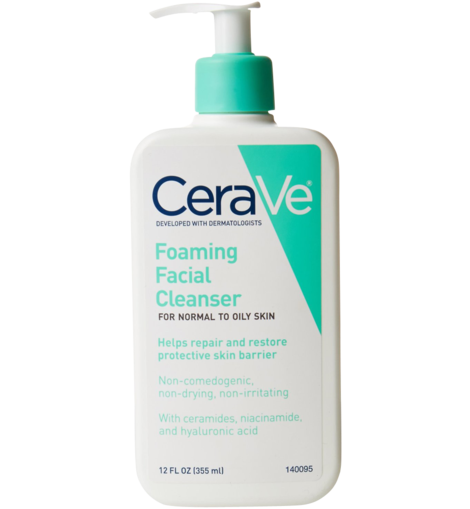 CeraVe®
DEVELOPED WITH DERMATOLOGISTS
Foaming
Facial
Cleanser
FOR NORMAL TO OILY SKIN
Helps repair and restore
protective skin barrier
Non-comedogenic,
non-drying, non-irritating
With ceramides, niacinamide,
and hyaluronic acid
12 FL OZ (355 ml) 140095